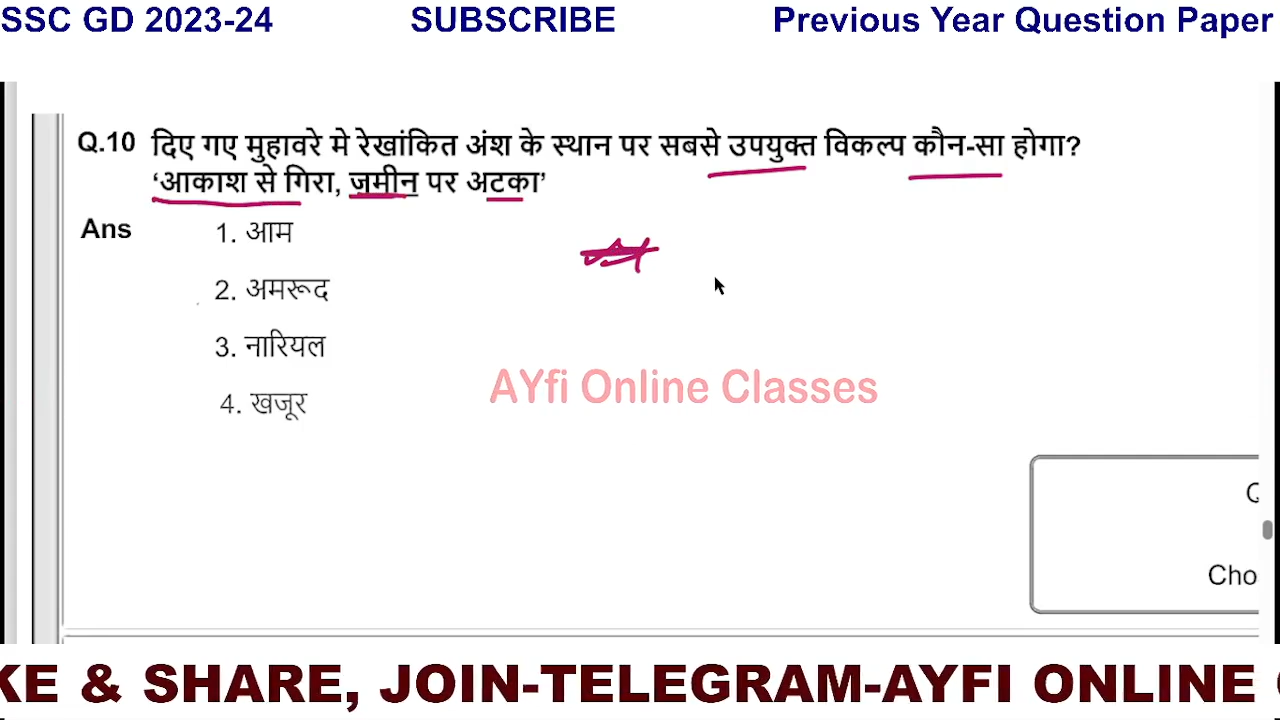 SSC GD 2023-24 SUBSCRIBE Previous Year Question Paper
Q.10 दिए गए मुहावरे मे रेखांकित अंश के स्थान पर सबसे उपयुक्त विकल्प कौन-सा होगा?
‘आकाश से गिरा, ज़मीन पर अटका’
Ans 1. आम
2. अमरूद
3. नारियल
AYfi Online Classes
4. खजूर
Q
Cho
KE & SHARE, JOIN-TELEGRAM-AYFI ONLINE